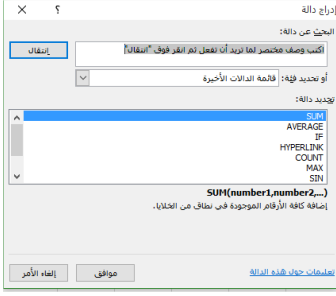 إدراج دالة
البحث عن دالة:
اكتب وصف مختصر لما تريد أن تفعل ثم انقر فوق "انتقال"
انتقال
أو تحديد فئة: قائمة الدالات الأخيرة
تحديد دالة:
SUM
AVERAGE
IF
HYPERLINK
COUNT
MAX
SIN
SUM(number1,number2,...)
إضافة كافة الأرقام الموجودة في نطاق من الخلايا.
تعليمات حول هذه الدالة
موافق
إلغاء الأمر